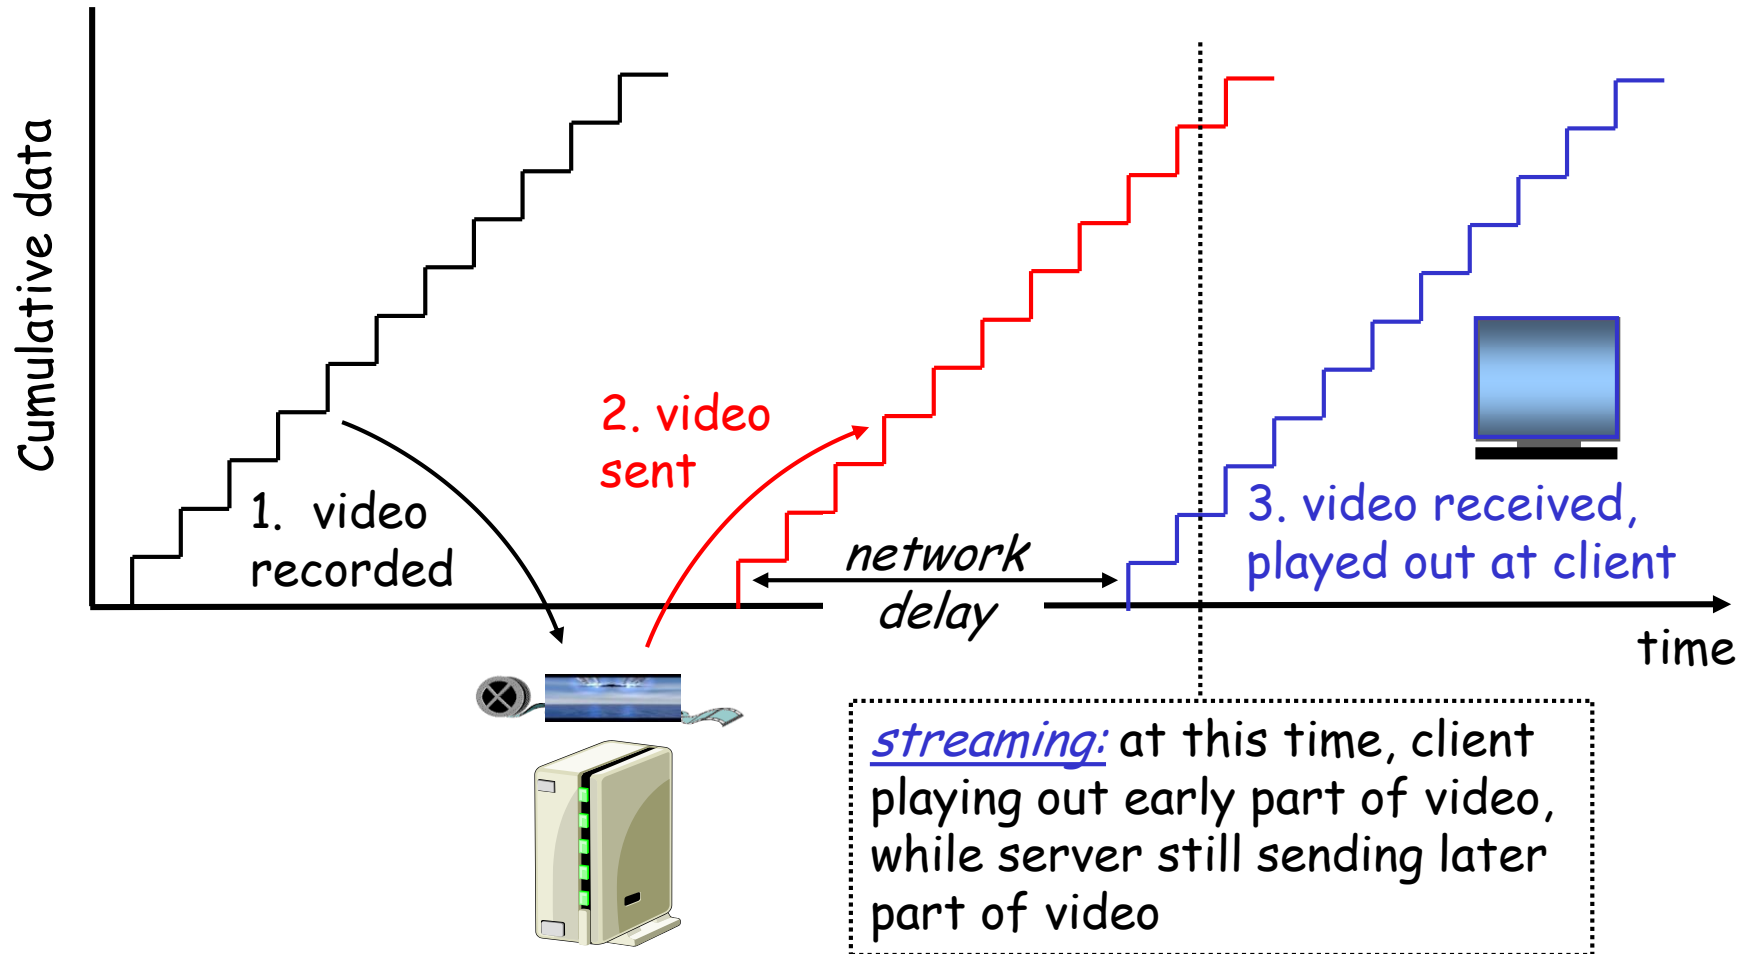 Cumulative data
1. video
recorded
2. video
sent
network
delay
3. video received,
played out at client
time
streaming: at this time, client
playing out early part of video,
while server still sending later
part of video